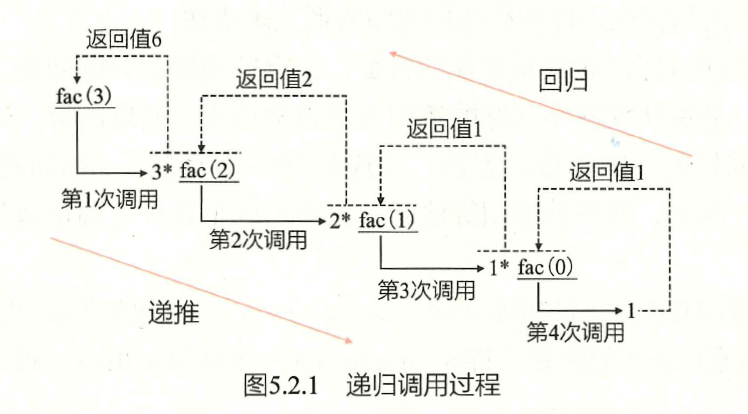 返回值6
fac(3)
返回值2
回归
返回值1
3* fac(2)
第1次调用
返回值1
2* fac(1)
第2次调用
1* fac(0)
第3次调用
递推
1
第4次调用
图5.2.1 递归调用过程